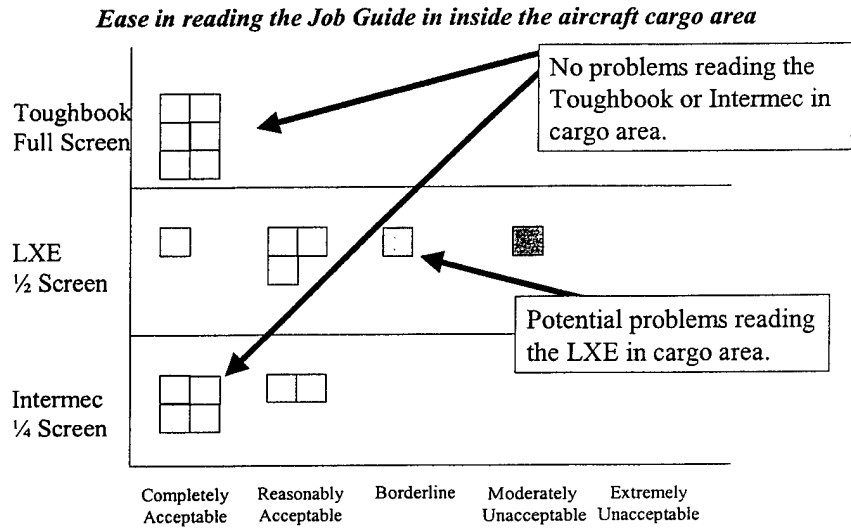 Ease in reading the Job Guide in inside the aircraft cargo area
No problems reading the
Toughbook or Intermec in
cargo area.
Toughbook
Full Screen
LXE
½ Screen
Potential problems reading
the LXE in cargo area.
Intermec
¼ Screen
Completely
Acceptable
Reasonably
Acceptable
Borderline
Moderately
Unacceptable
Extremely
Unacceptable